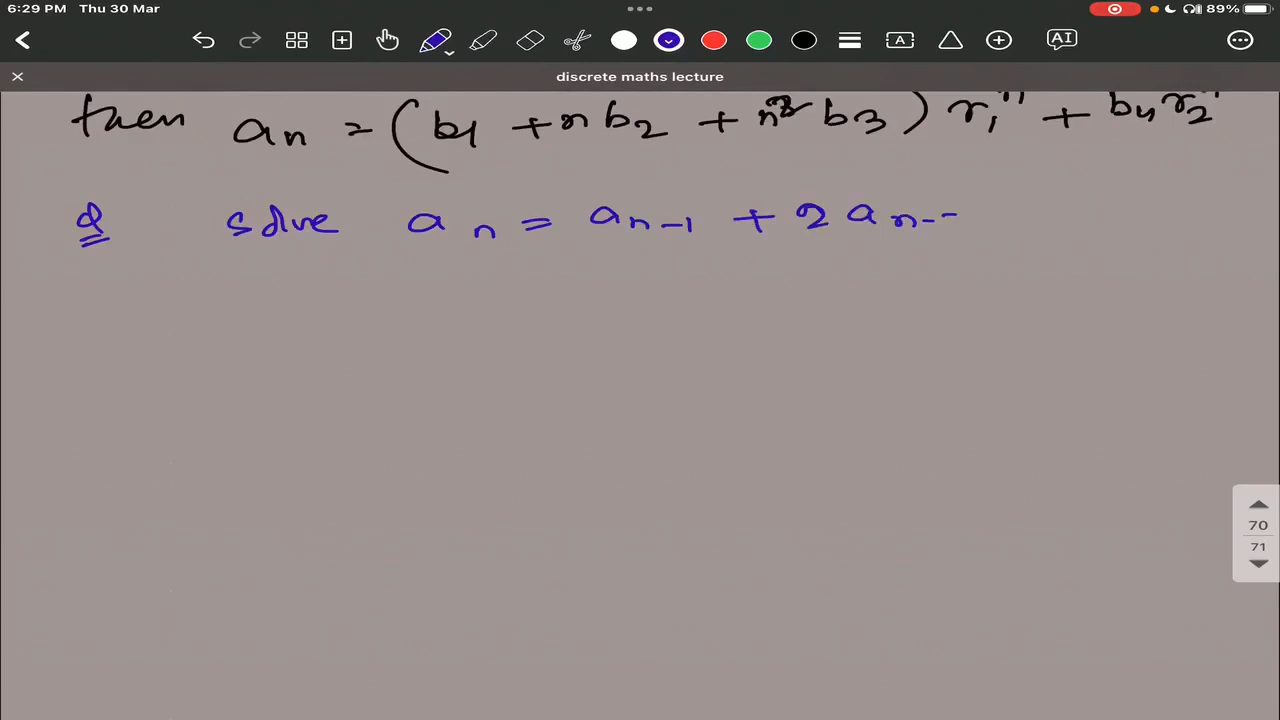 6:29 PM Thu 30 Mar
89%
AI
discrete maths lecture
then aₙ = (b₁ + n b₂ + n² b₃) r₁ⁿ + b₄ r₂ⁿ
Q solve aₙ = aₙ₋₁ + 2 aₙ₋
70
71